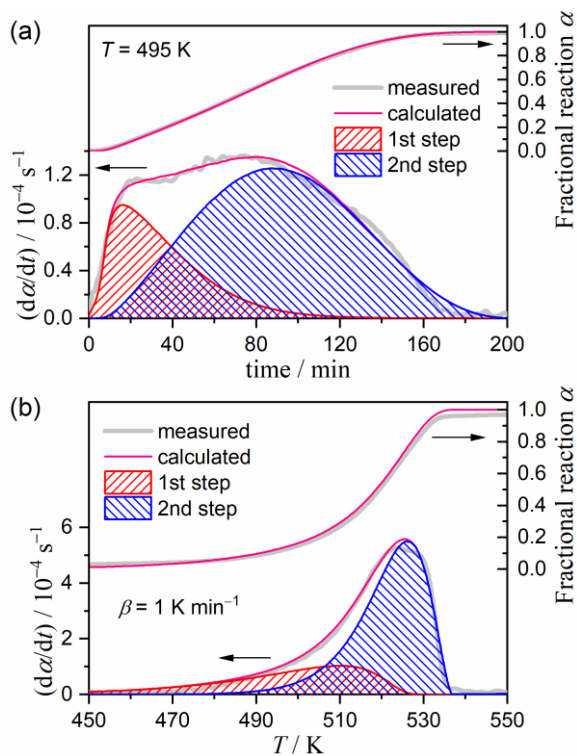 (a)
T = 495 K
measured
calculated
1st step
2nd step
1.0
0.8
0.6
0.4
0.2
0.0
Fractional reaction α
1.2
0.8
0.4
0.0
(dα/dt) / 10⁻⁴ s⁻¹
0 40 80 120 160 200
time / min
(b)
measured
calculated
1st step
2nd step
β = 1 K min⁻¹
1.0
0.8
0.6
0.4
0.2
0.0
Fractional reaction α
6
4
2
0
(dα/dt) / 10⁻⁴ s⁻¹
450 470 490 510 530 550
T / K